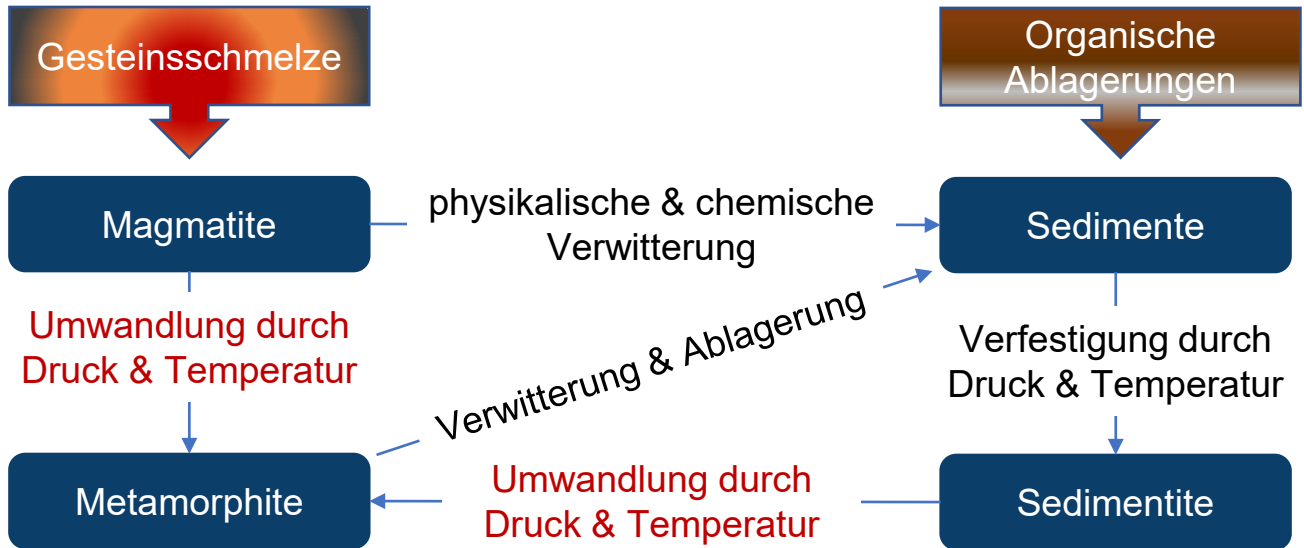 Gesteinsschmelze
Organische
Ablagerungen
Magmatite
physikalische & chemische
Verwitterung
Sedimente
Umwandlung durch
Druck & Temperatur
Verwitterung & Ablagerung
Verfestigung durch
Druck & Temperatur
Metamorphite
Umwandlung durch
Druck & Temperatur
Sedimentite